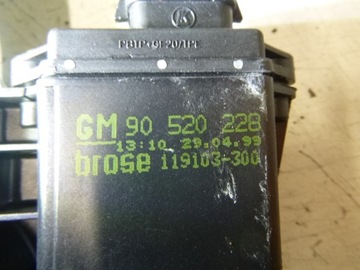 K
GM 90 520 228
13:10 29.04.99
brose 119103-300